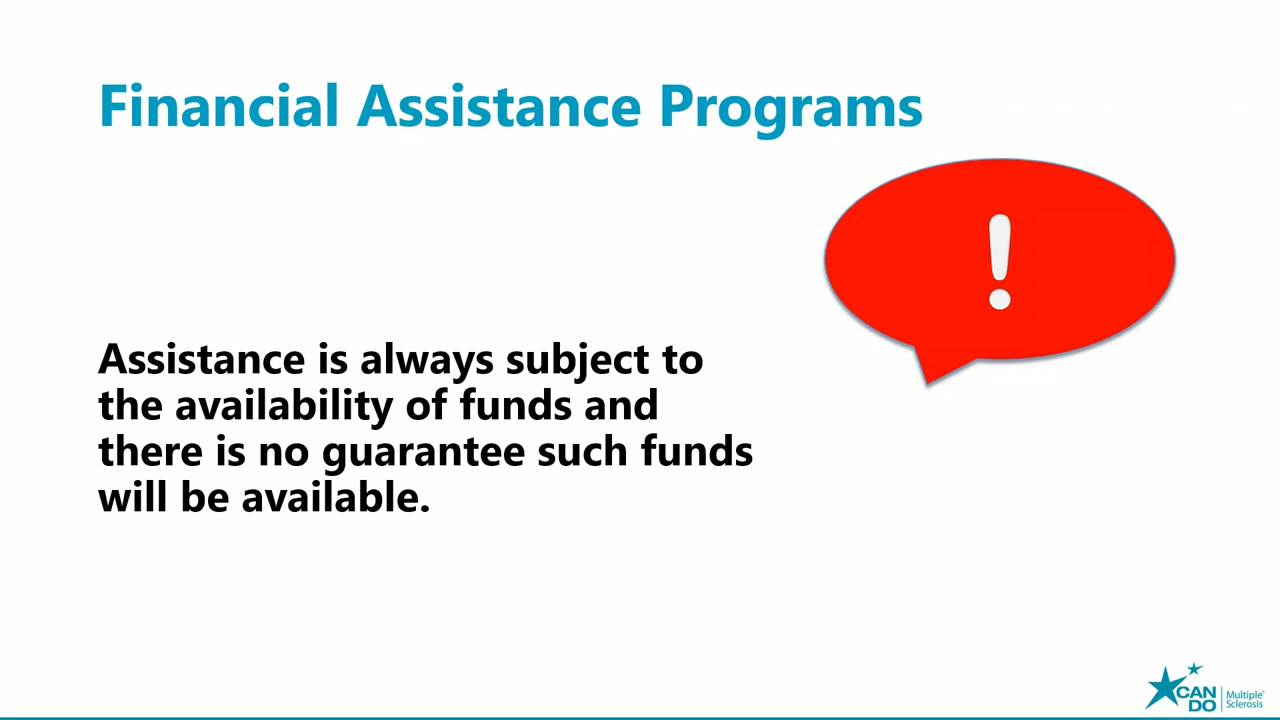 Financial Assistance Programs
!
Assistance is always subject to
the availability of funds and
there is no guarantee such funds
will be available.
CAN DO
Multiple
Sclerosis